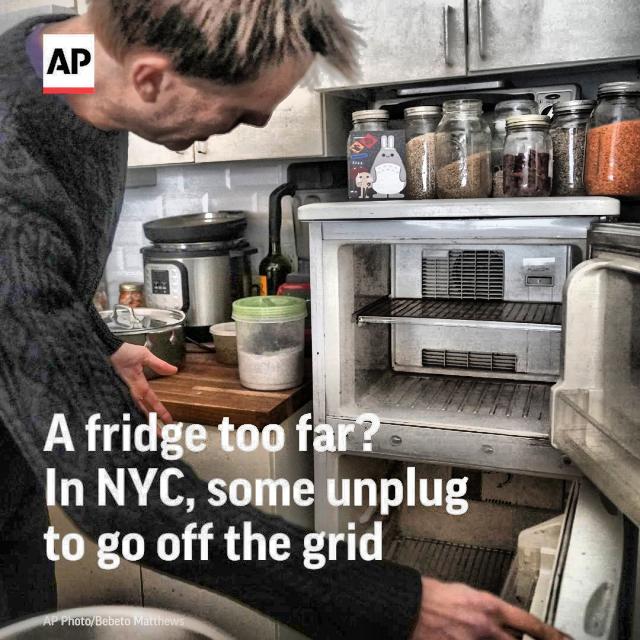 AP
A fridge too far?
In NYC, some unplug
to go off the grid
AP Photo/Bebeto Matthews